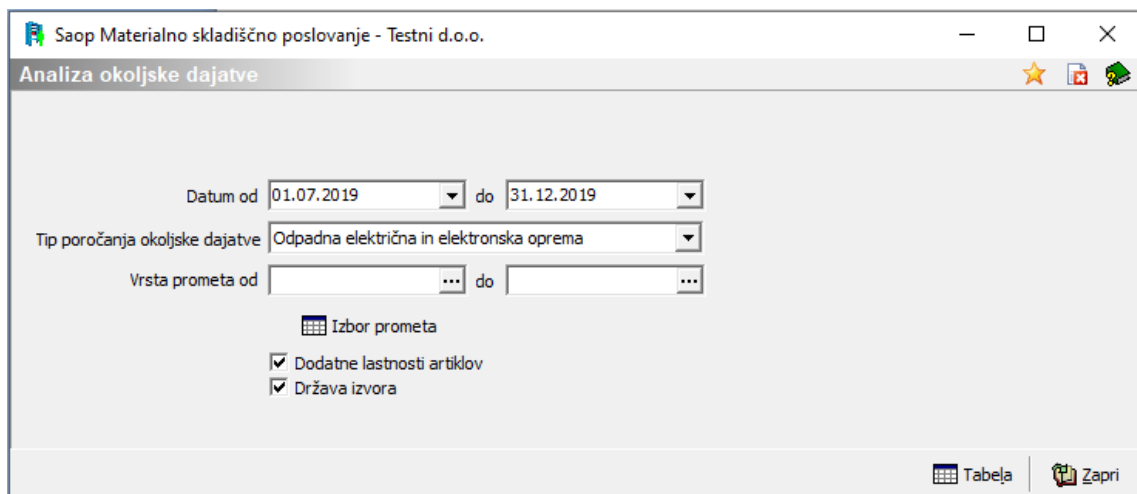 Saop Materialno skladiščno poslovanje - Testni d.o.o.
Analiza okoljske dajatve
Datum od 01.07.2019 do 31.12.2019
Tip poročanja okoljske dajatve Odpadna električna in elektronska oprema
Vrsta prometa od ... do ...
Izbor prometa
Dodatne lastnosti artiklov
Država izvora
Tabela Zapri